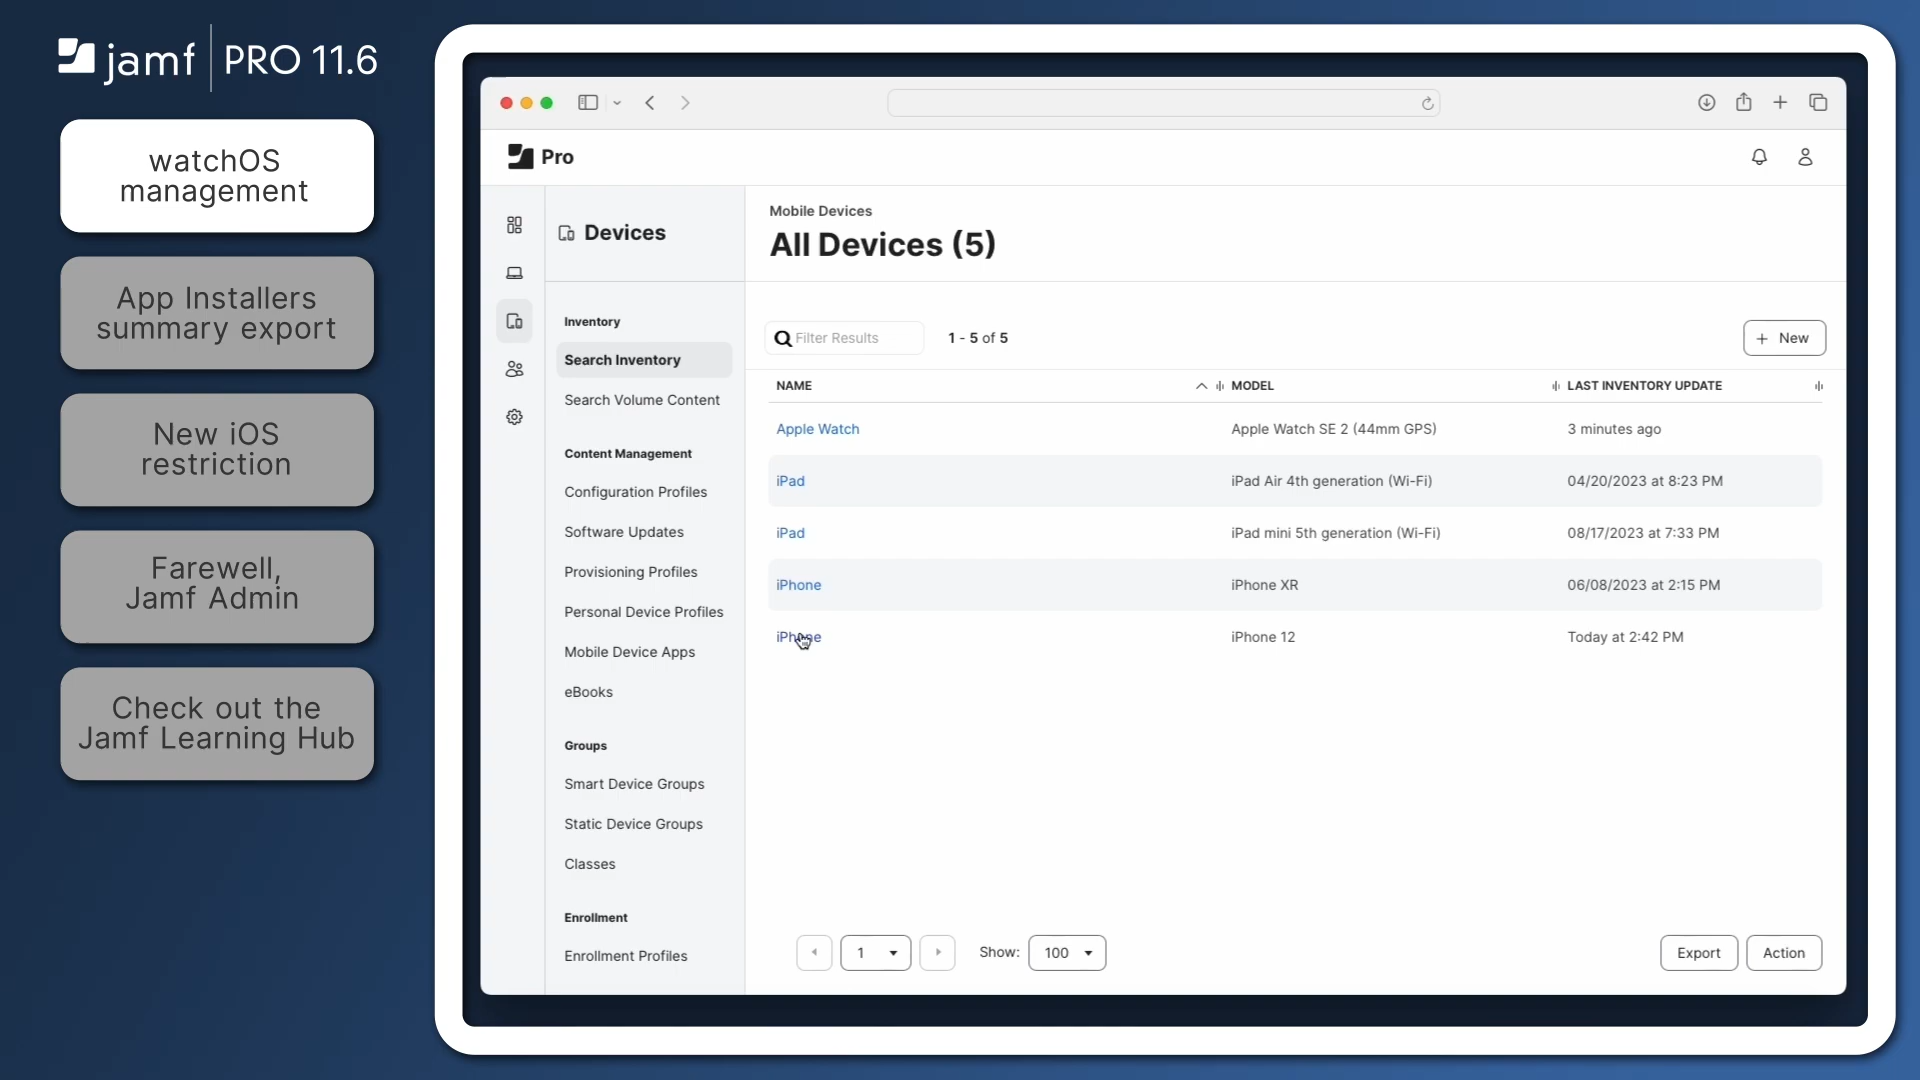 jamf | PRO 11.6
watchOS
management
App Installers
summary export
New iOS
restriction
Farewell,
Jamf Admin
Check out the
Jamf Learning Hub
Pro
Devices
Inventory
Search Inventory
Search Volume Content
Content Management
Configuration Profiles
Software Updates
Provisioning Profiles
Personal Device Profiles
Mobile Device Apps
eBooks
Groups
Smart Device Groups
Static Device Groups
Classes
Enrollment
Enrollment Profiles
Mobile Devices
All Devices (5)
Filter Results 1 - 5 of 5 + New
NAME MODEL LAST INVENTORY UPDATE
Apple Watch Apple Watch SE 2 (44mm GPS) 3 minutes ago
iPad iPad Air 4th generation (Wi-Fi) 04/20/2023 at 8:23 PM
iPad iPad mini 5th generation (Wi-Fi) 08/17/2023 at 7:33 PM
iPhone iPhone XR 06/08/2023 at 2:15 PM
iPhone iPhone 12 Today at 2:42 PM
1 Show: 100 Export Action